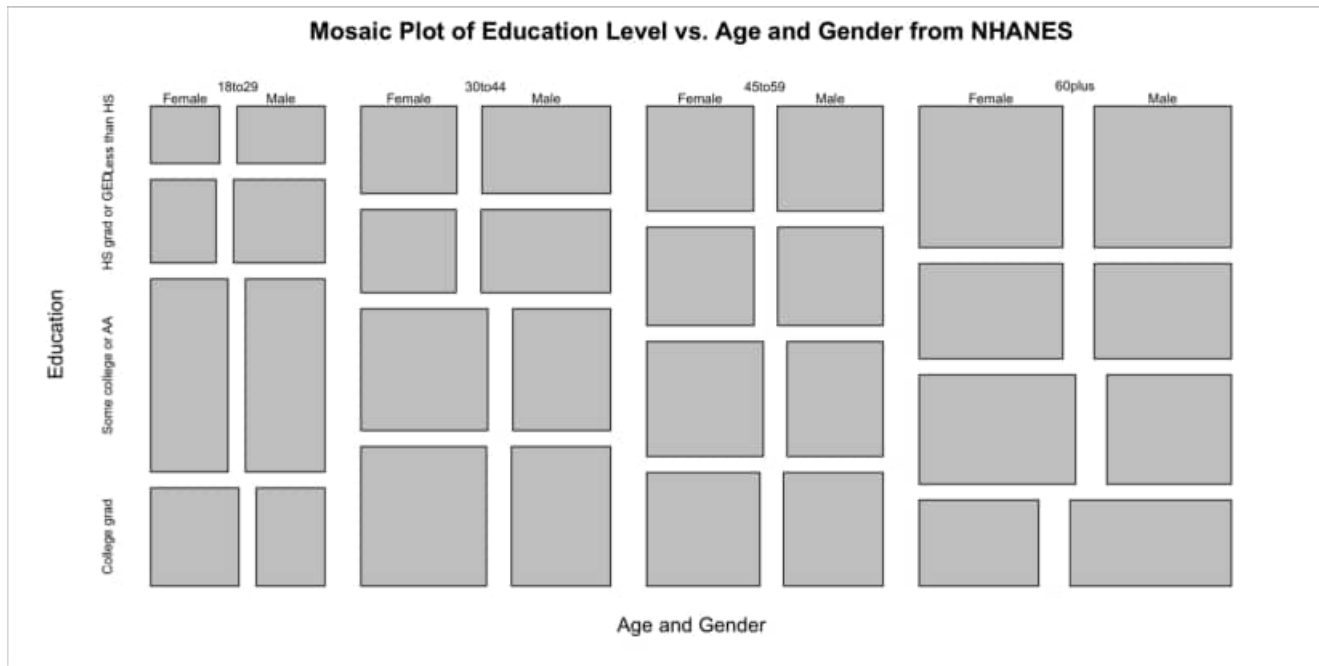 Mosaic Plot of Education Level vs. Age and Gender from NHANES
18to29 30to44 45to59 60plus
Female Male Female Male Female Male Female Male
Less than HS
HS grad or GED
Some college or AA
College grad
Education
Age and Gender